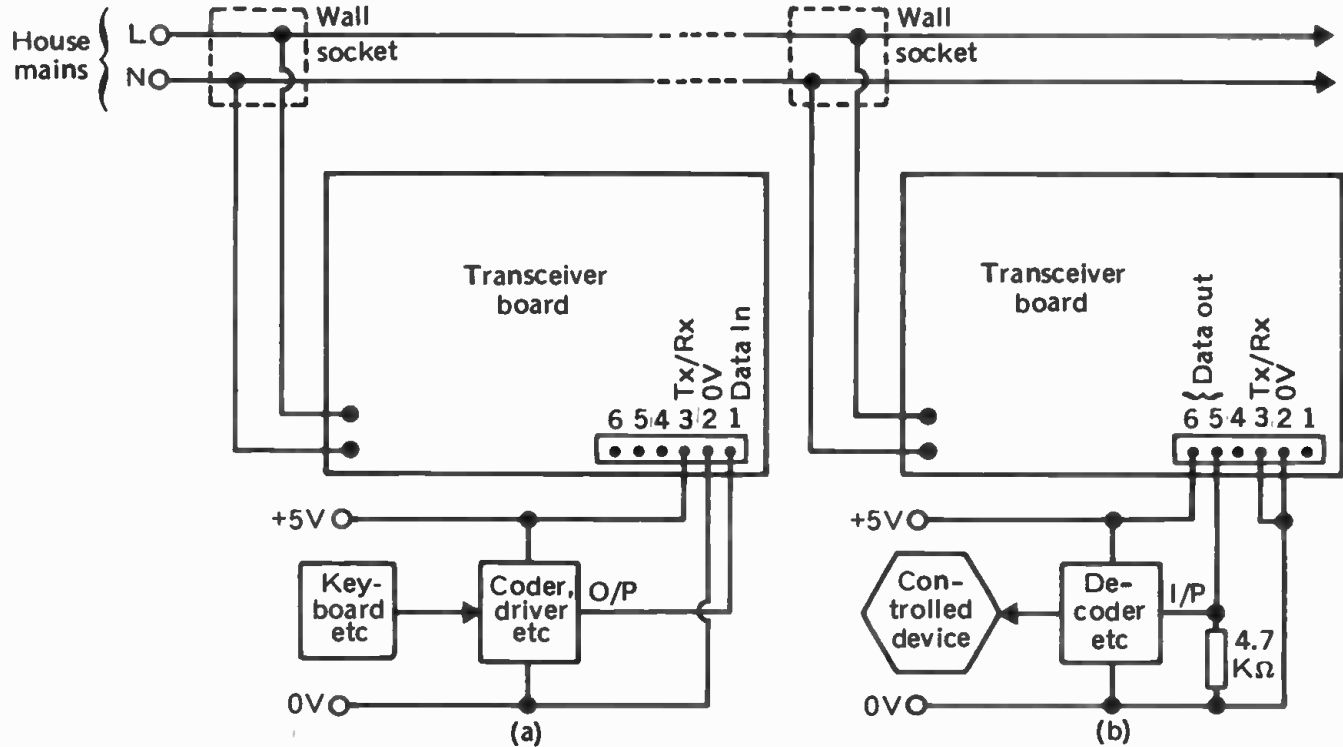 House
mains
L
N
Wall
socket
Wall
socket
Transceiver
board
Tx/Rx
0V
Data In
6 5 4 3 2 1
+5V
Key-
board
etc
Coder,
driver
etc
O/P
0V
(a)
Transceiver
board
Data out
Tx/Rx
0V
6 5 4 3 2 1
+5V
Con-
trolled
device
De-
coder
etc
I/P
4.7
KΩ
0V
(b)